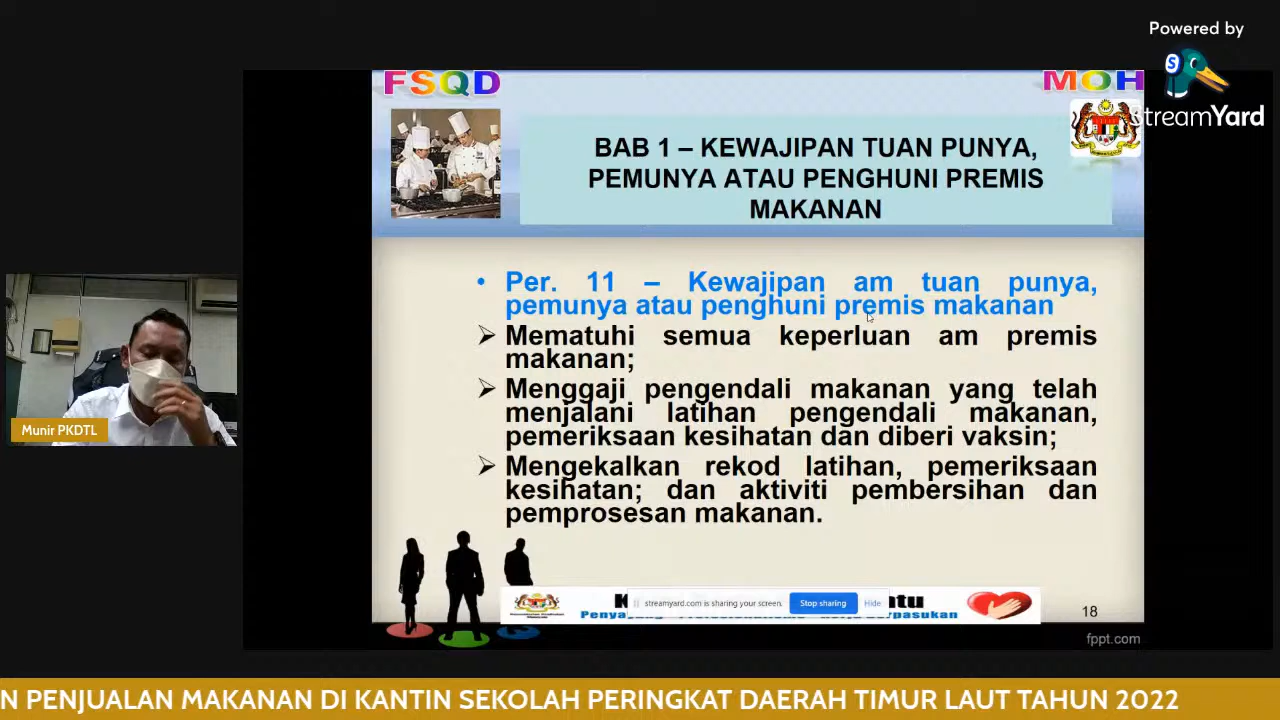 Powered by
StreamYard
FSQD
MOH
BAB 1 – KEWAJIPAN TUAN PUNYA,
PEMUNYA ATAU PENGHUNI PREMIS
MAKANAN
• Per. 11 – Kewajipan am tuan punya,
pemunya atau penghuni premis makanan
➢ Mematuhi semua keperluan am premis
makanan;
➢ Menggaji pengendali makanan yang telah
menjalani latihan pengendali makanan,
pemeriksaan kesihatan dan diberi vaksin;
➢ Mengekalkan rekod latihan, pemeriksaan
kesihatan; dan aktiviti pembersihan dan
pemprosesan makanan.
Munir PKDTL
streamyard.com is sharing your screen.
Stop sharing
Hide
18
fppt.com
N PENJUALAN MAKANAN DI KANTIN SEKOLAH PERINGKAT DAERAH TIMUR LAUT TAHUN 2022